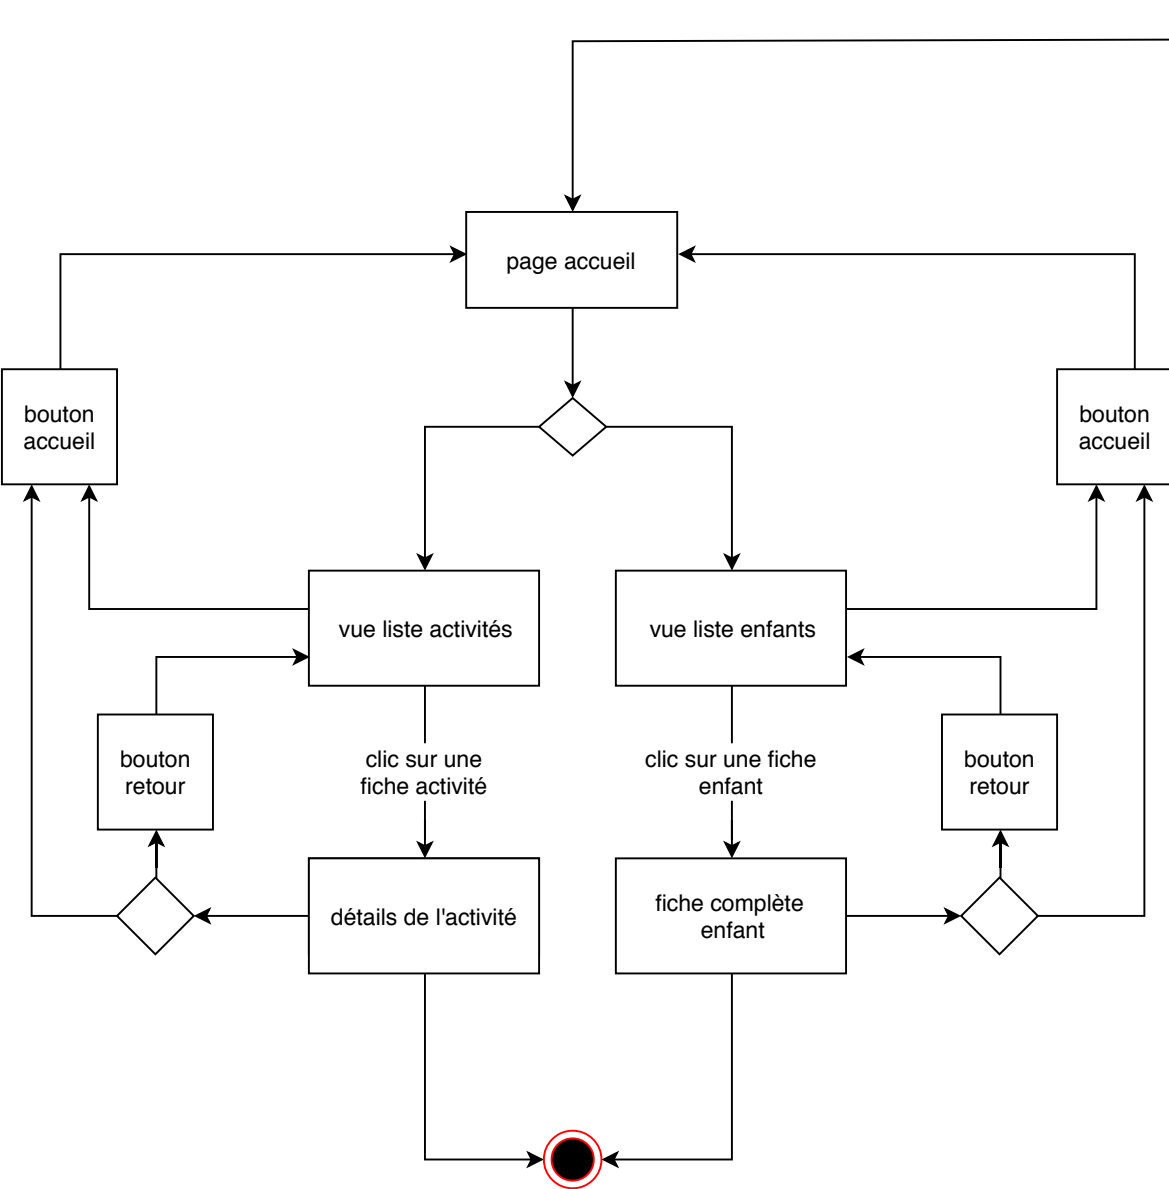 page accueil
bouton
accueil
bouton
accueil
vue liste activités
vue liste enfants
bouton
retour
clic sur une
fiche activité
clic sur une fiche
enfant
bouton
retour
détails de l'activité
fiche complète
enfant